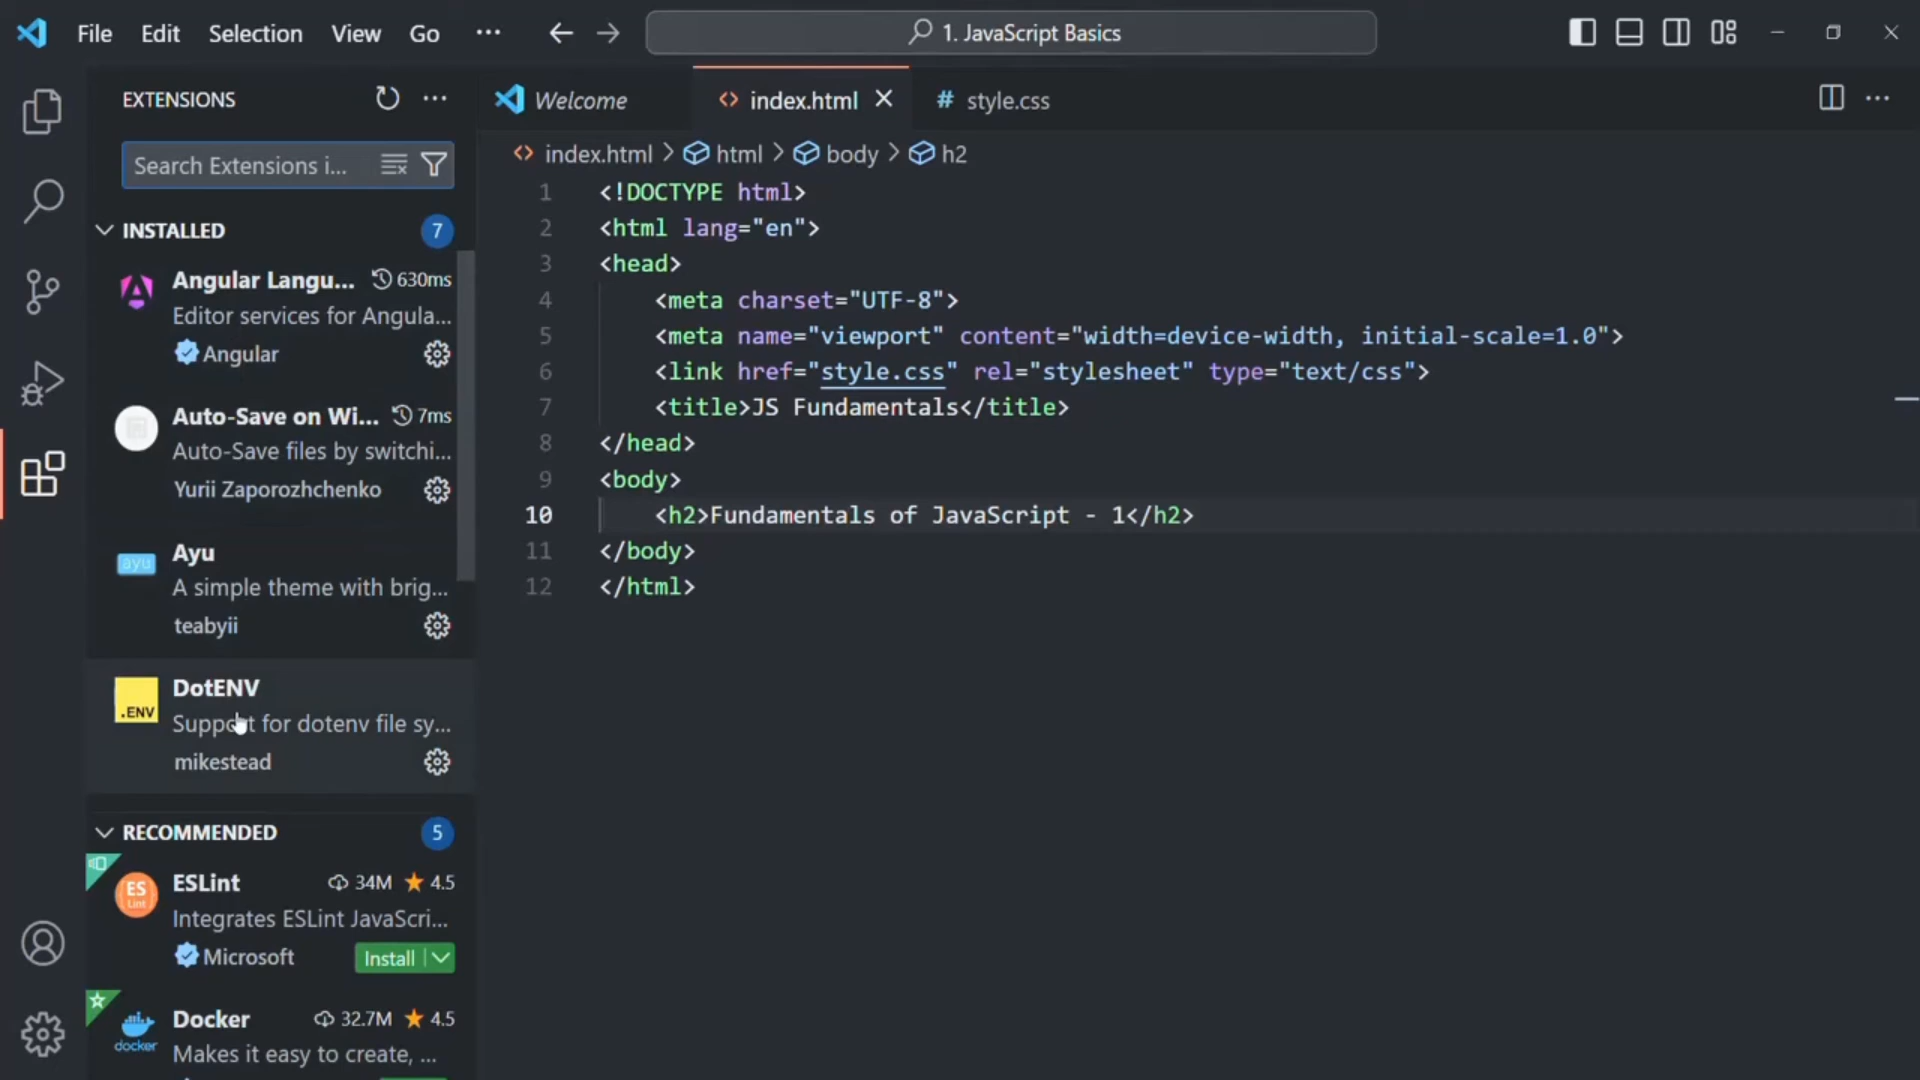 File Edit Selection View Go ··· 1. JavaScript Basics
EXTENSIONS
Search Extensions i...
INSTALLED 7
Angular Langu... 630ms
Editor services for Angula...
Angular
Auto-Save on Wi... 7ms
Auto-Save files by switchi...
Yurii Zaporozhchenko
ayu
Ayu
A simple theme with brig...
teabyii
.ENV
DotENV
Support for dotenv file sy...
mikestead
RECOMMENDED 5
ES
Lint
ESLint 34M 4.5
Integrates ESLint JavaScri...
Microsoft Install
docker
Docker 32.7M 4.5
Makes it easy to create, ...
Welcome <> index.html # style.css
<> index.html > html > body > h2
1 <!DOCTYPE html>
2 <html lang="en">
3 <head>
4 <meta charset="UTF-8">
5 <meta name="viewport" content="width=device-width, initial-scale=1.0">
6 <link href="style.css" rel="stylesheet" type="text/css">
7 <title>JS Fundamentals</title>
8 </head>
9 <body>
10 <h2>Fundamentals of JavaScript - 1</h2>
11 </body>
12 </html>